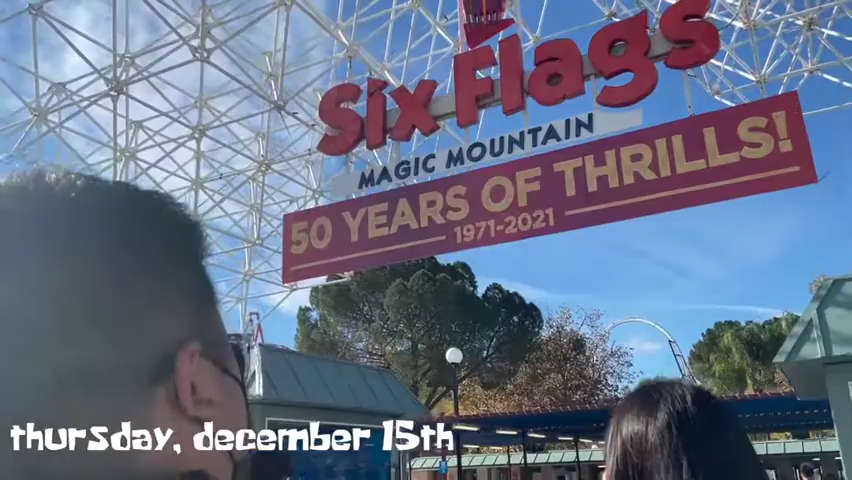 Six Flags
MAGIC MOUNTAIN
50 YEARS OF THRILLS!
1971-2021
thursday, december 15th